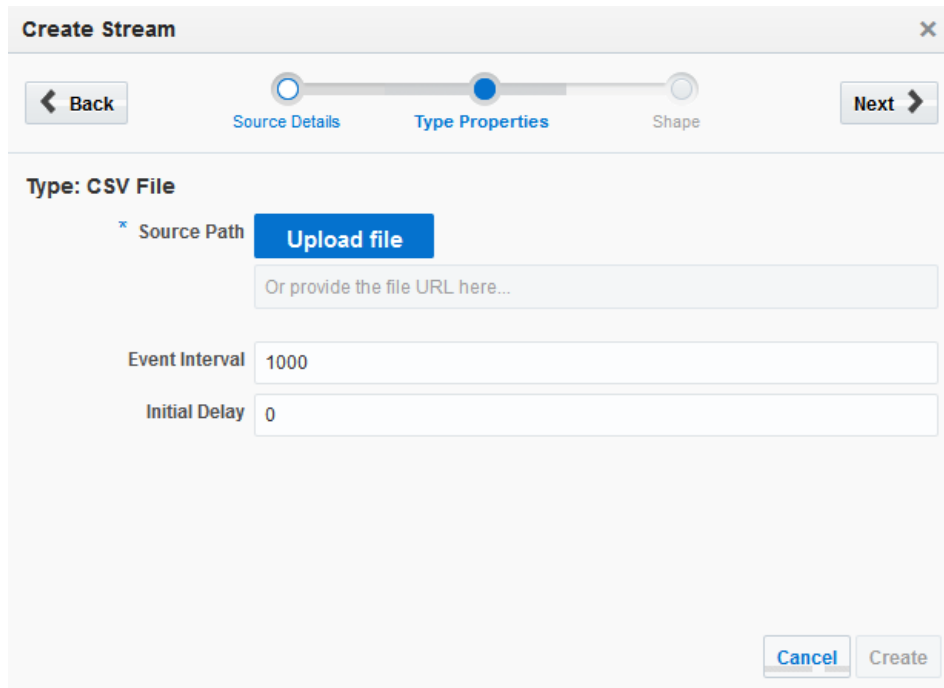 Create Stream
Back
Next
Source Details
Type Properties
Shape
Type: CSV File
* Source Path
Upload file
Or provide the file URL here...
Event Interval
1000
Initial Delay
0
Cancel
Create